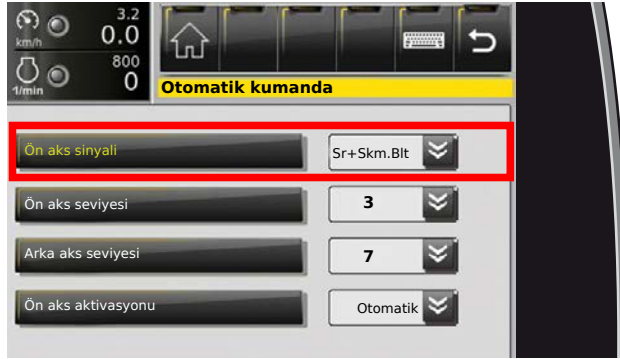 3.2
km/h 0.0
800
1/min 0
Otomatik kumanda
Ön aks sinyali Sr+Skm.Blt
Ön aks seviyesi 3
Arka aks seviyesi 7
Ön aks aktivasyonu Otomatik